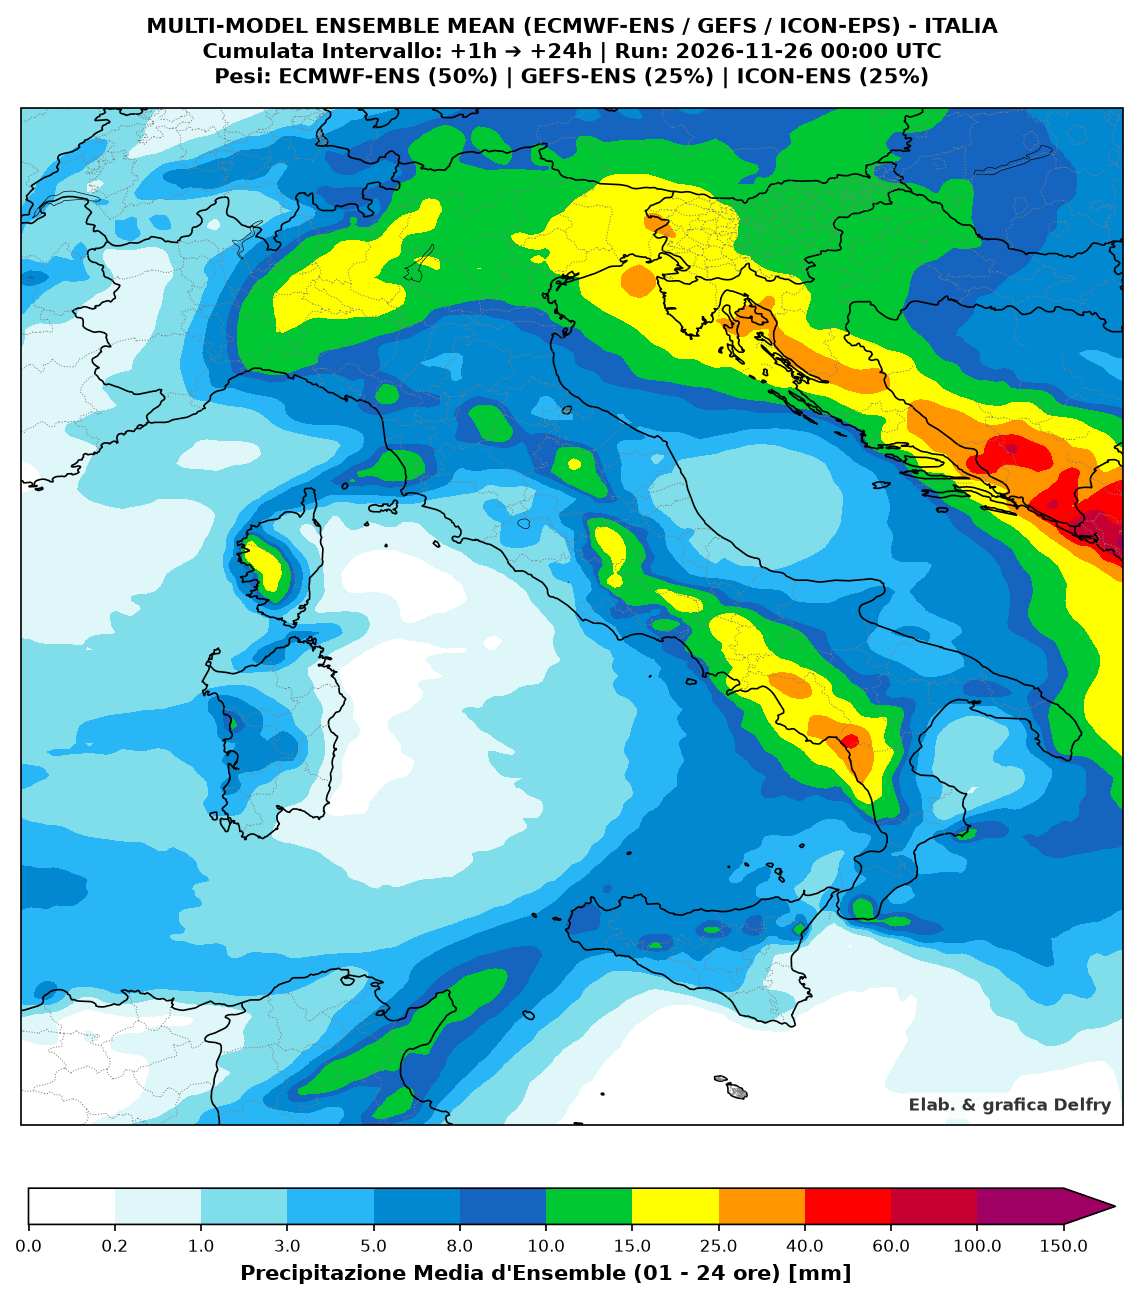 MULTI-MODEL ENSEMBLE MEAN (ECMWF-ENS / GEFS / ICON-EPS) - ITALIA
Cumulata Intervallo: +1h ➔ +24h | Run: 2026-11-26 00:00 UTC
Pesi: ECMWF-ENS (50%) | GEFS-ENS (25%) | ICON-ENS (25%)
Elab. & grafica Delfry
0.0 0.2 1.0 3.0 5.0 8.0 10.0 15.0 25.0 40.0 60.0 100.0 150.0
Precipitazione Media d'Ensemble (01 - 24 ore) [mm]